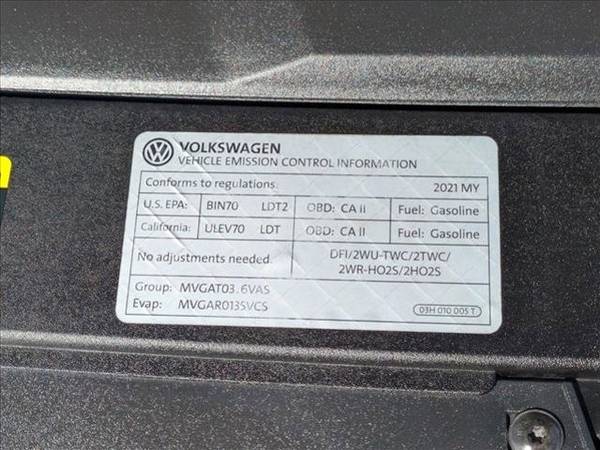 VOLKSWAGEN
VEHICLE EMISSION CONTROL INFORMATION
Conforms to regulations. 2021 MY
U.S. EPA: BIN70 LDT2 OBD: CA II Fuel: Gasoline
California: ULEV70 LDT OBD: CA II Fuel: Gasoline
No adjustments needed. DFI/2WU-TWC/2TWC/
2WR-HO2S/2HO2S
Group: MVGAT03.6VAS
Evap: MVGAR0135VCS
03H 010 005 T